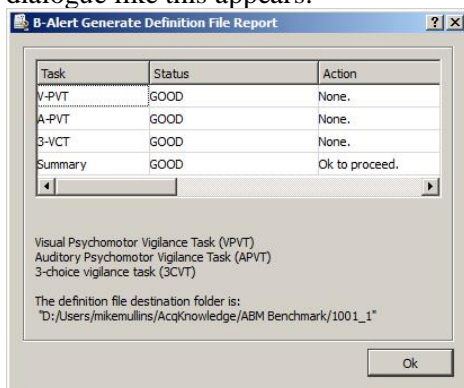 dialogue like this appears:
B-Alert Generate Definition File Report
Task Status Action
V-PVT GOOD None.
A-PVT GOOD None.
3-VCT GOOD None.
Summary GOOD Ok to proceed.
Visual Psychomotor Vigilance Task (VPVT)
Auditory Psychomotor Vigilance Task (APVT)
3-choice vigilance task (3CVT)
The definition file destination folder is:
"D:/Users/mikemullins/AcqKnowledge/ABM Benchmark/1001_1"
Ok